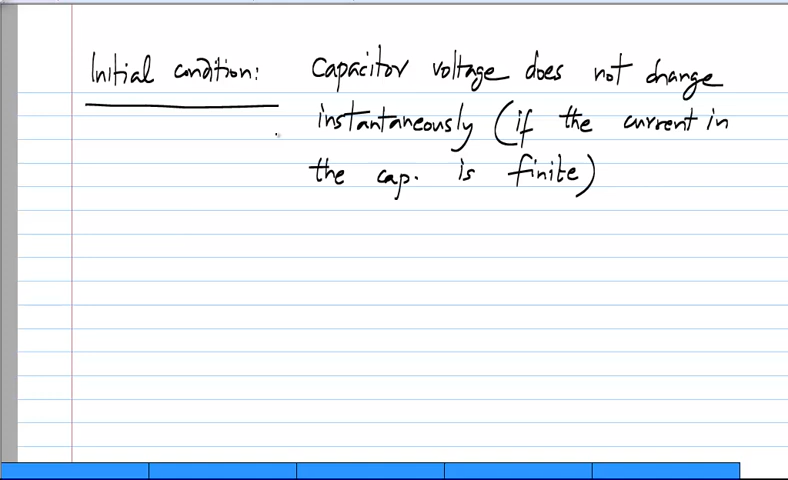 Initial condition: Capacitor voltage does not change
instantaneously (if the current in
the cap. is finite)